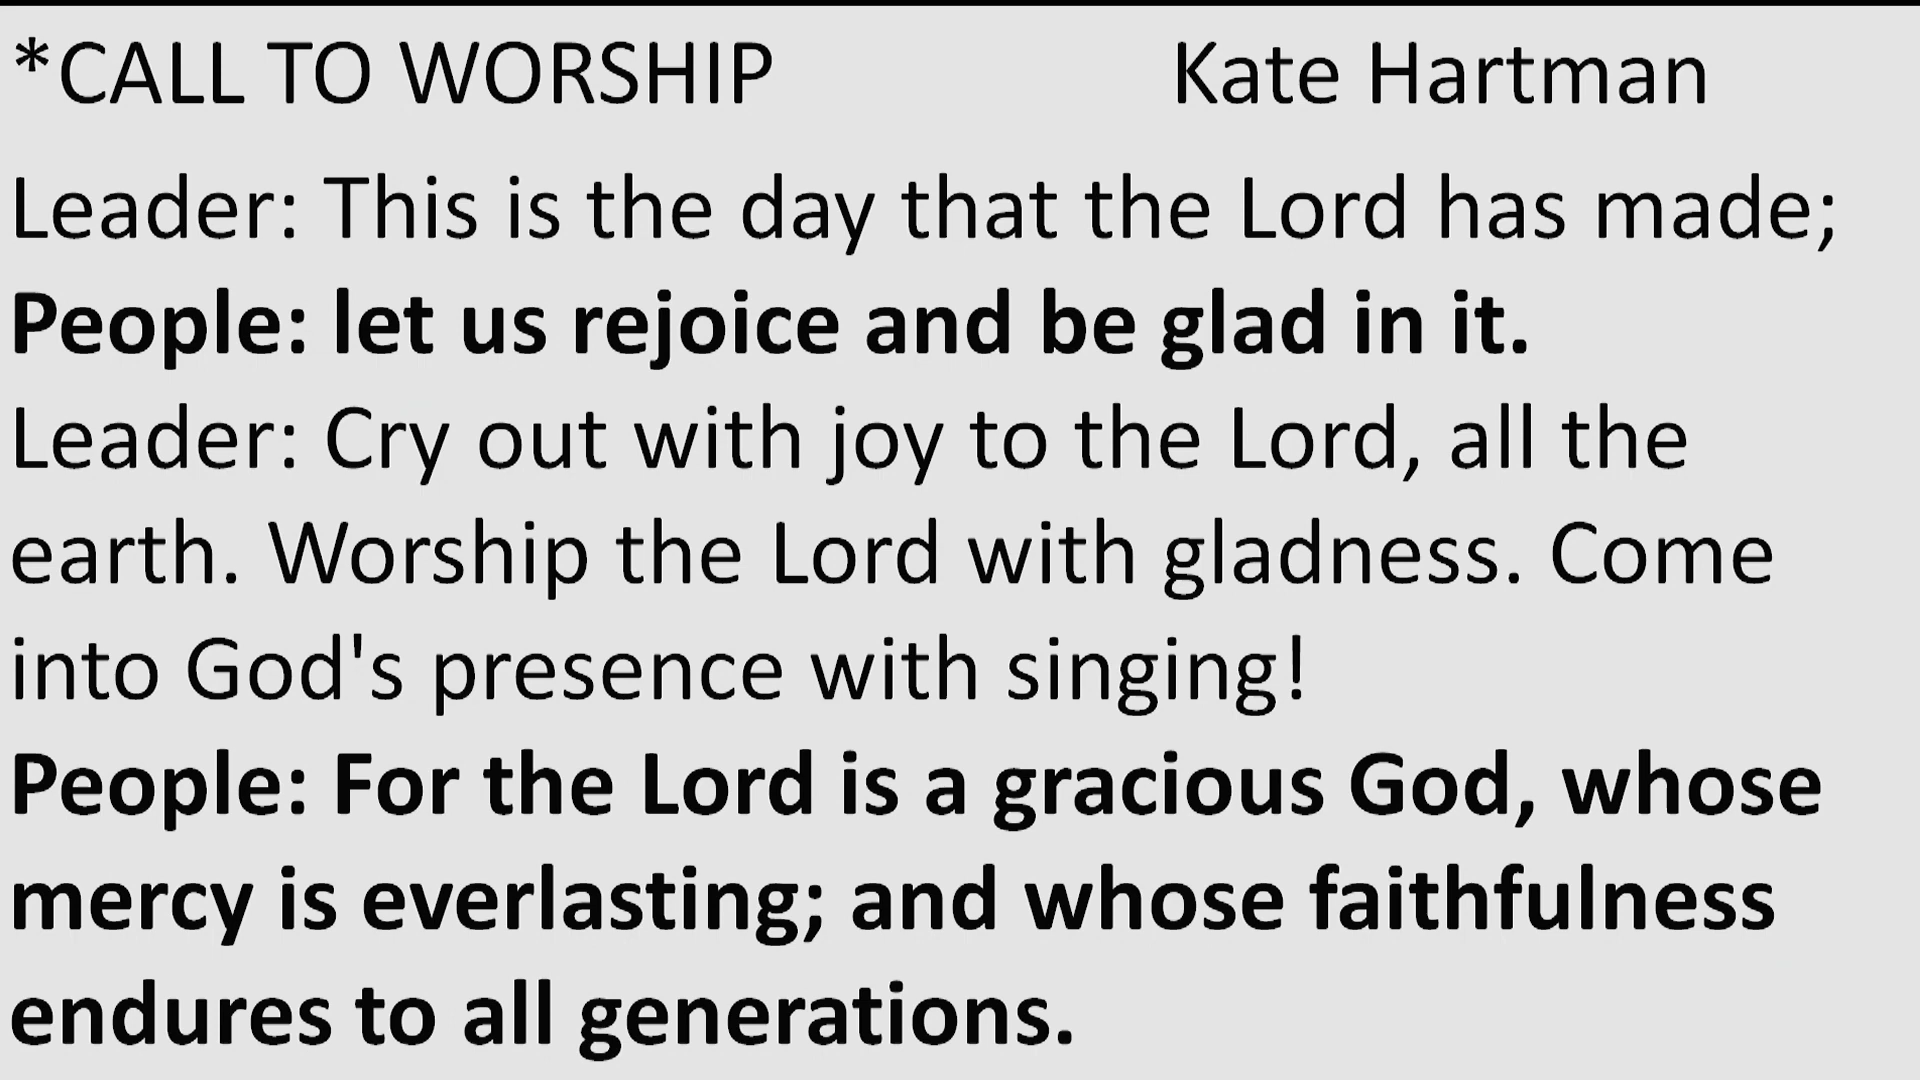 *CALL TO WORSHIP Kate Hartman
Leader: This is the day that the Lord has made;
People: let us rejoice and be glad in it.
Leader: Cry out with joy to the Lord, all the
earth. Worship the Lord with gladness. Come
into God's presence with singing!
People: For the Lord is a gracious God, whose
mercy is everlasting; and whose faithfulness
endures to all generations.